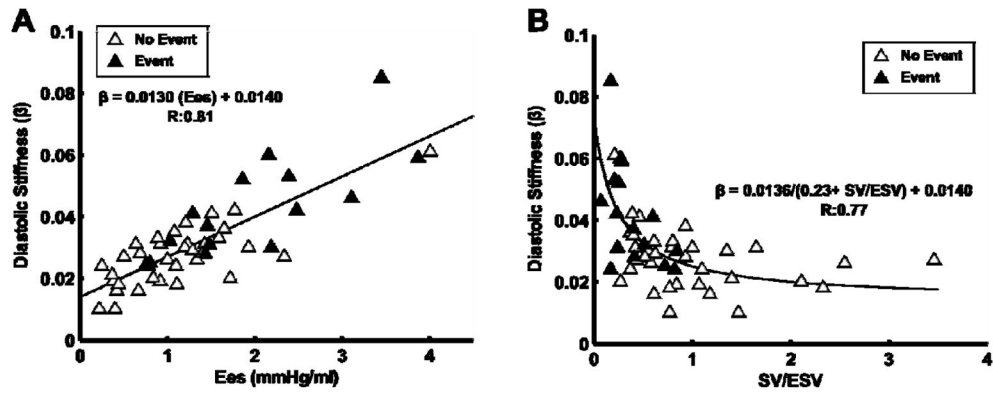 A
No Event
Event
β = 0.0130 (Ees) + 0.0140
R:0.81
Diastolic Stiffness (β)
0.1
0.08
0.06
0.04
0.02
0
0
1
2
3
4
Ees (mmHg/ml)
B
No Event
Event
β = 0.0136/(0.23+ SV/ESV) + 0.0140
R:0.77
Diastolic Stiffness (β)
0.1
0.08
0.06
0.04
0.02
0
0
1
2
3
4
SV/ESV